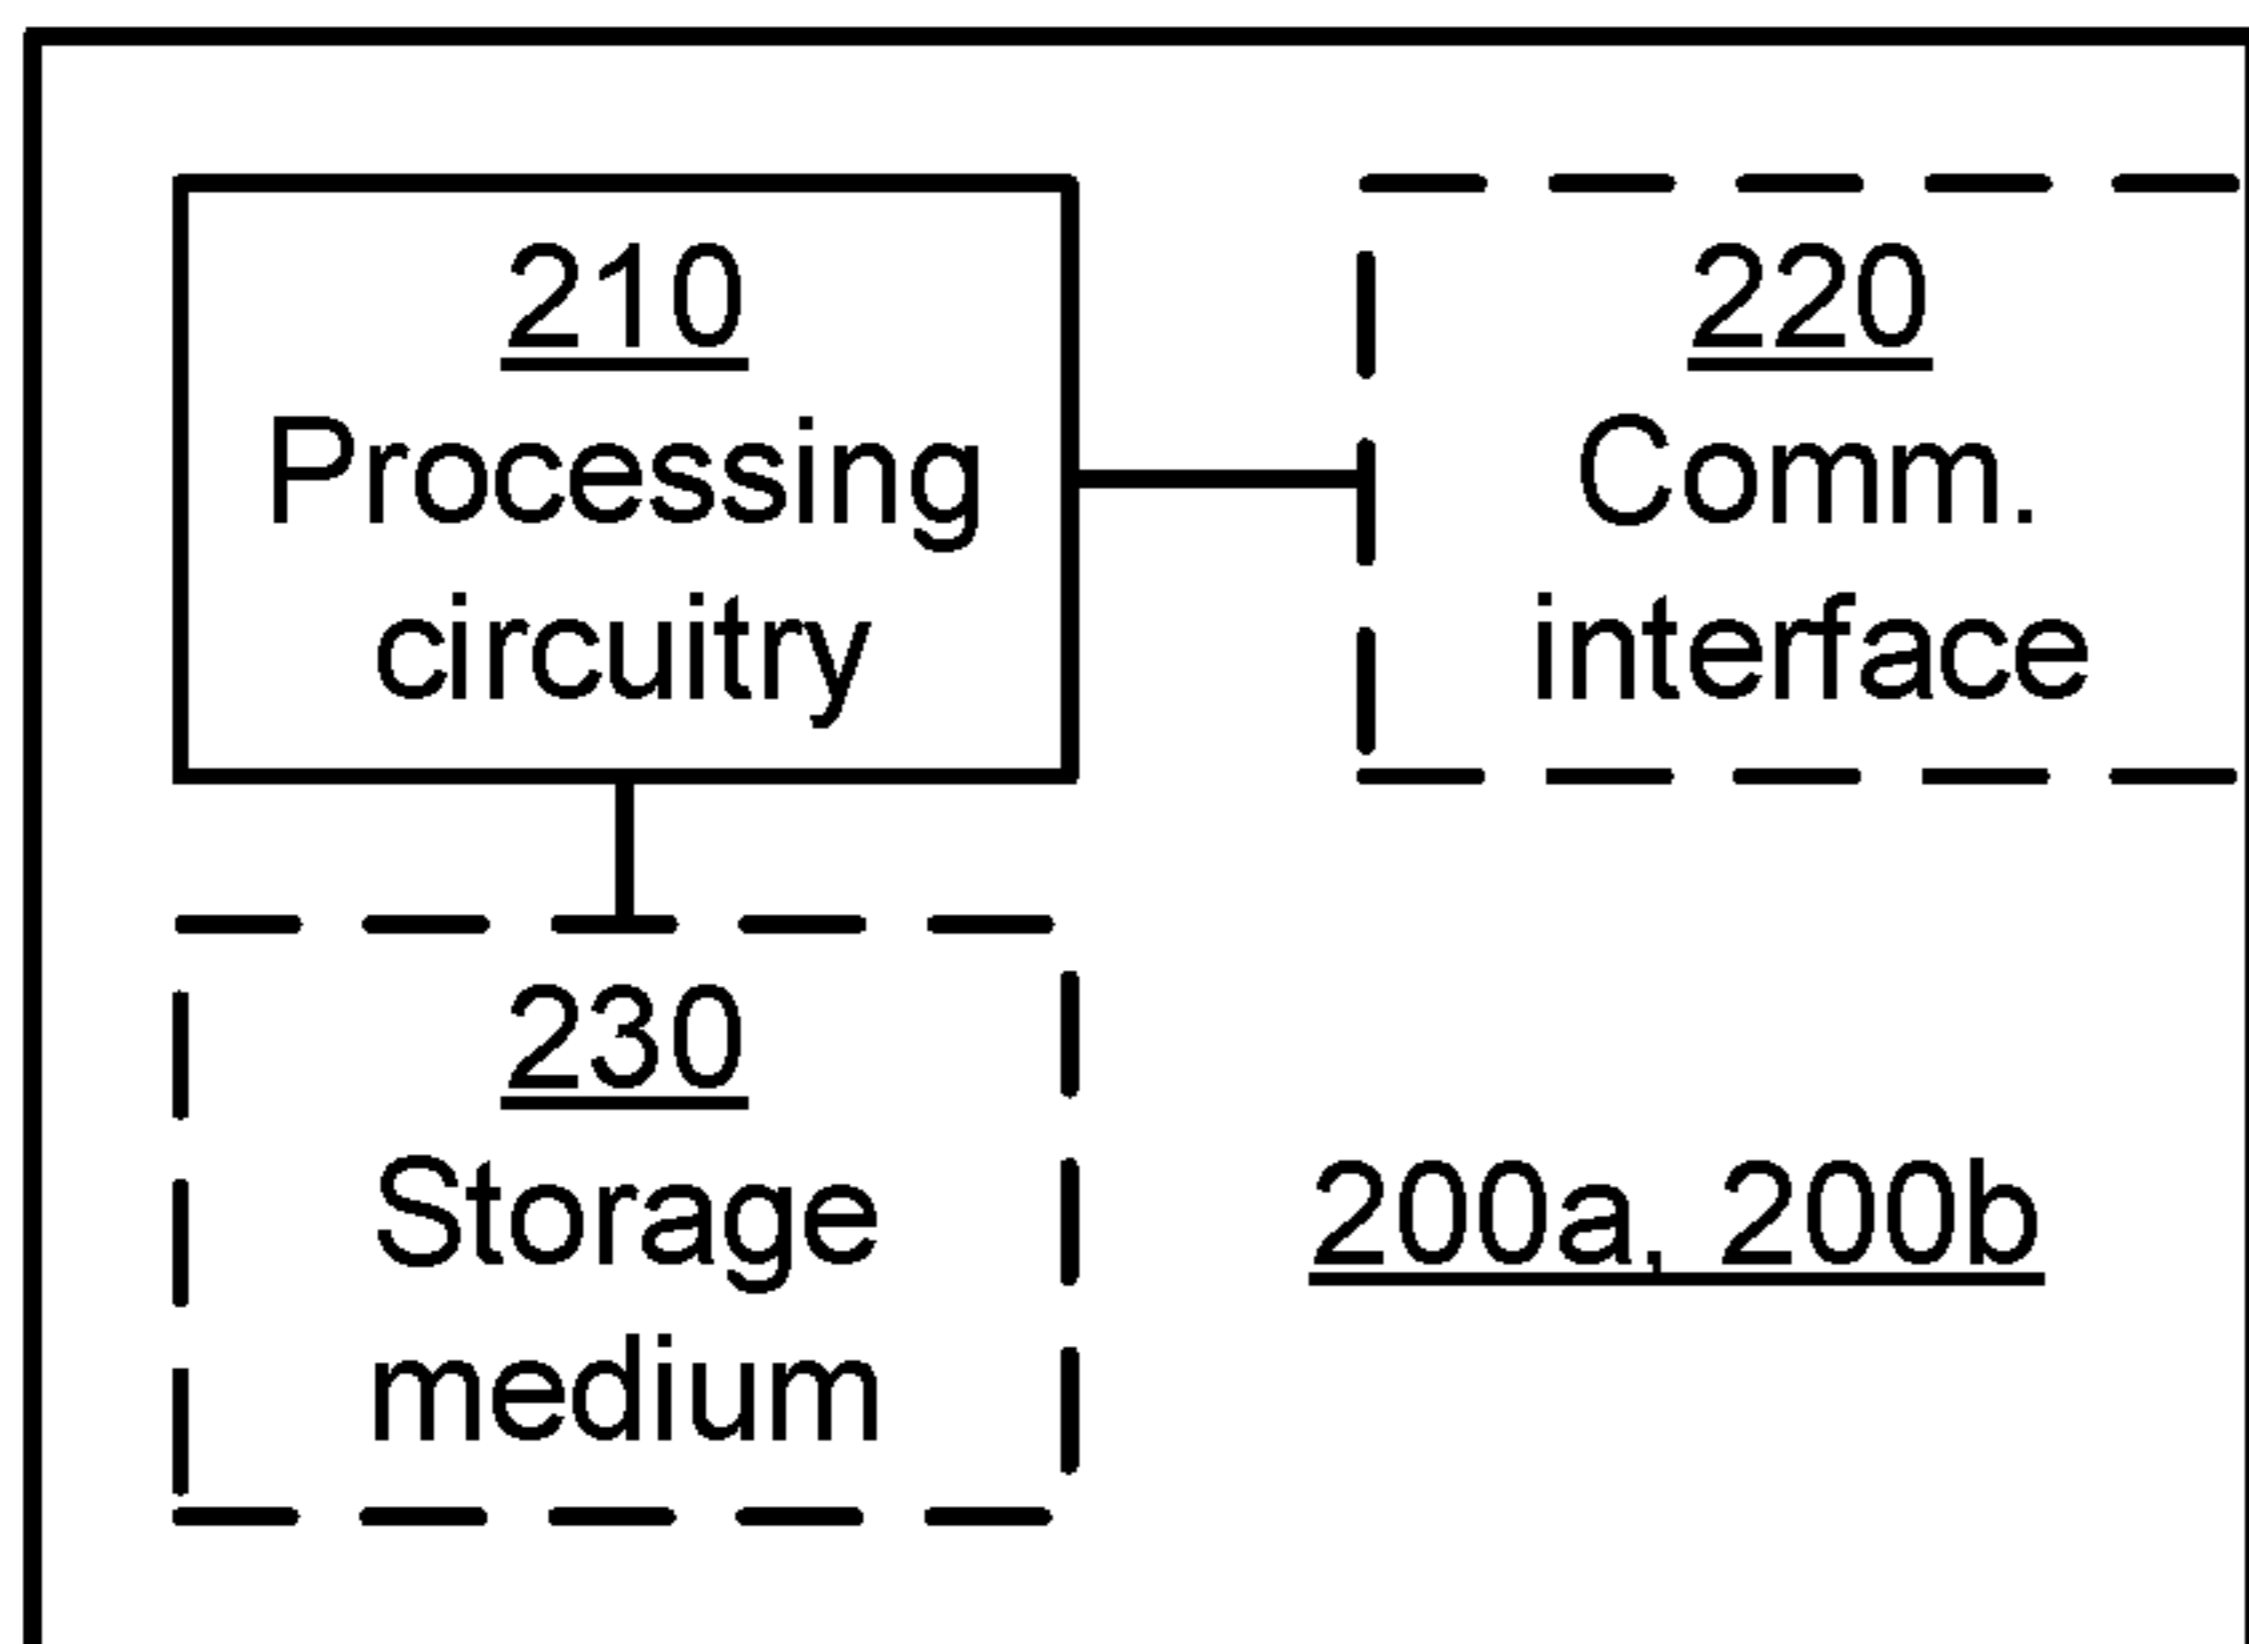 210
Processing
circuitry
220
Comm.
interface
230
Storage
medium
200a, 200b